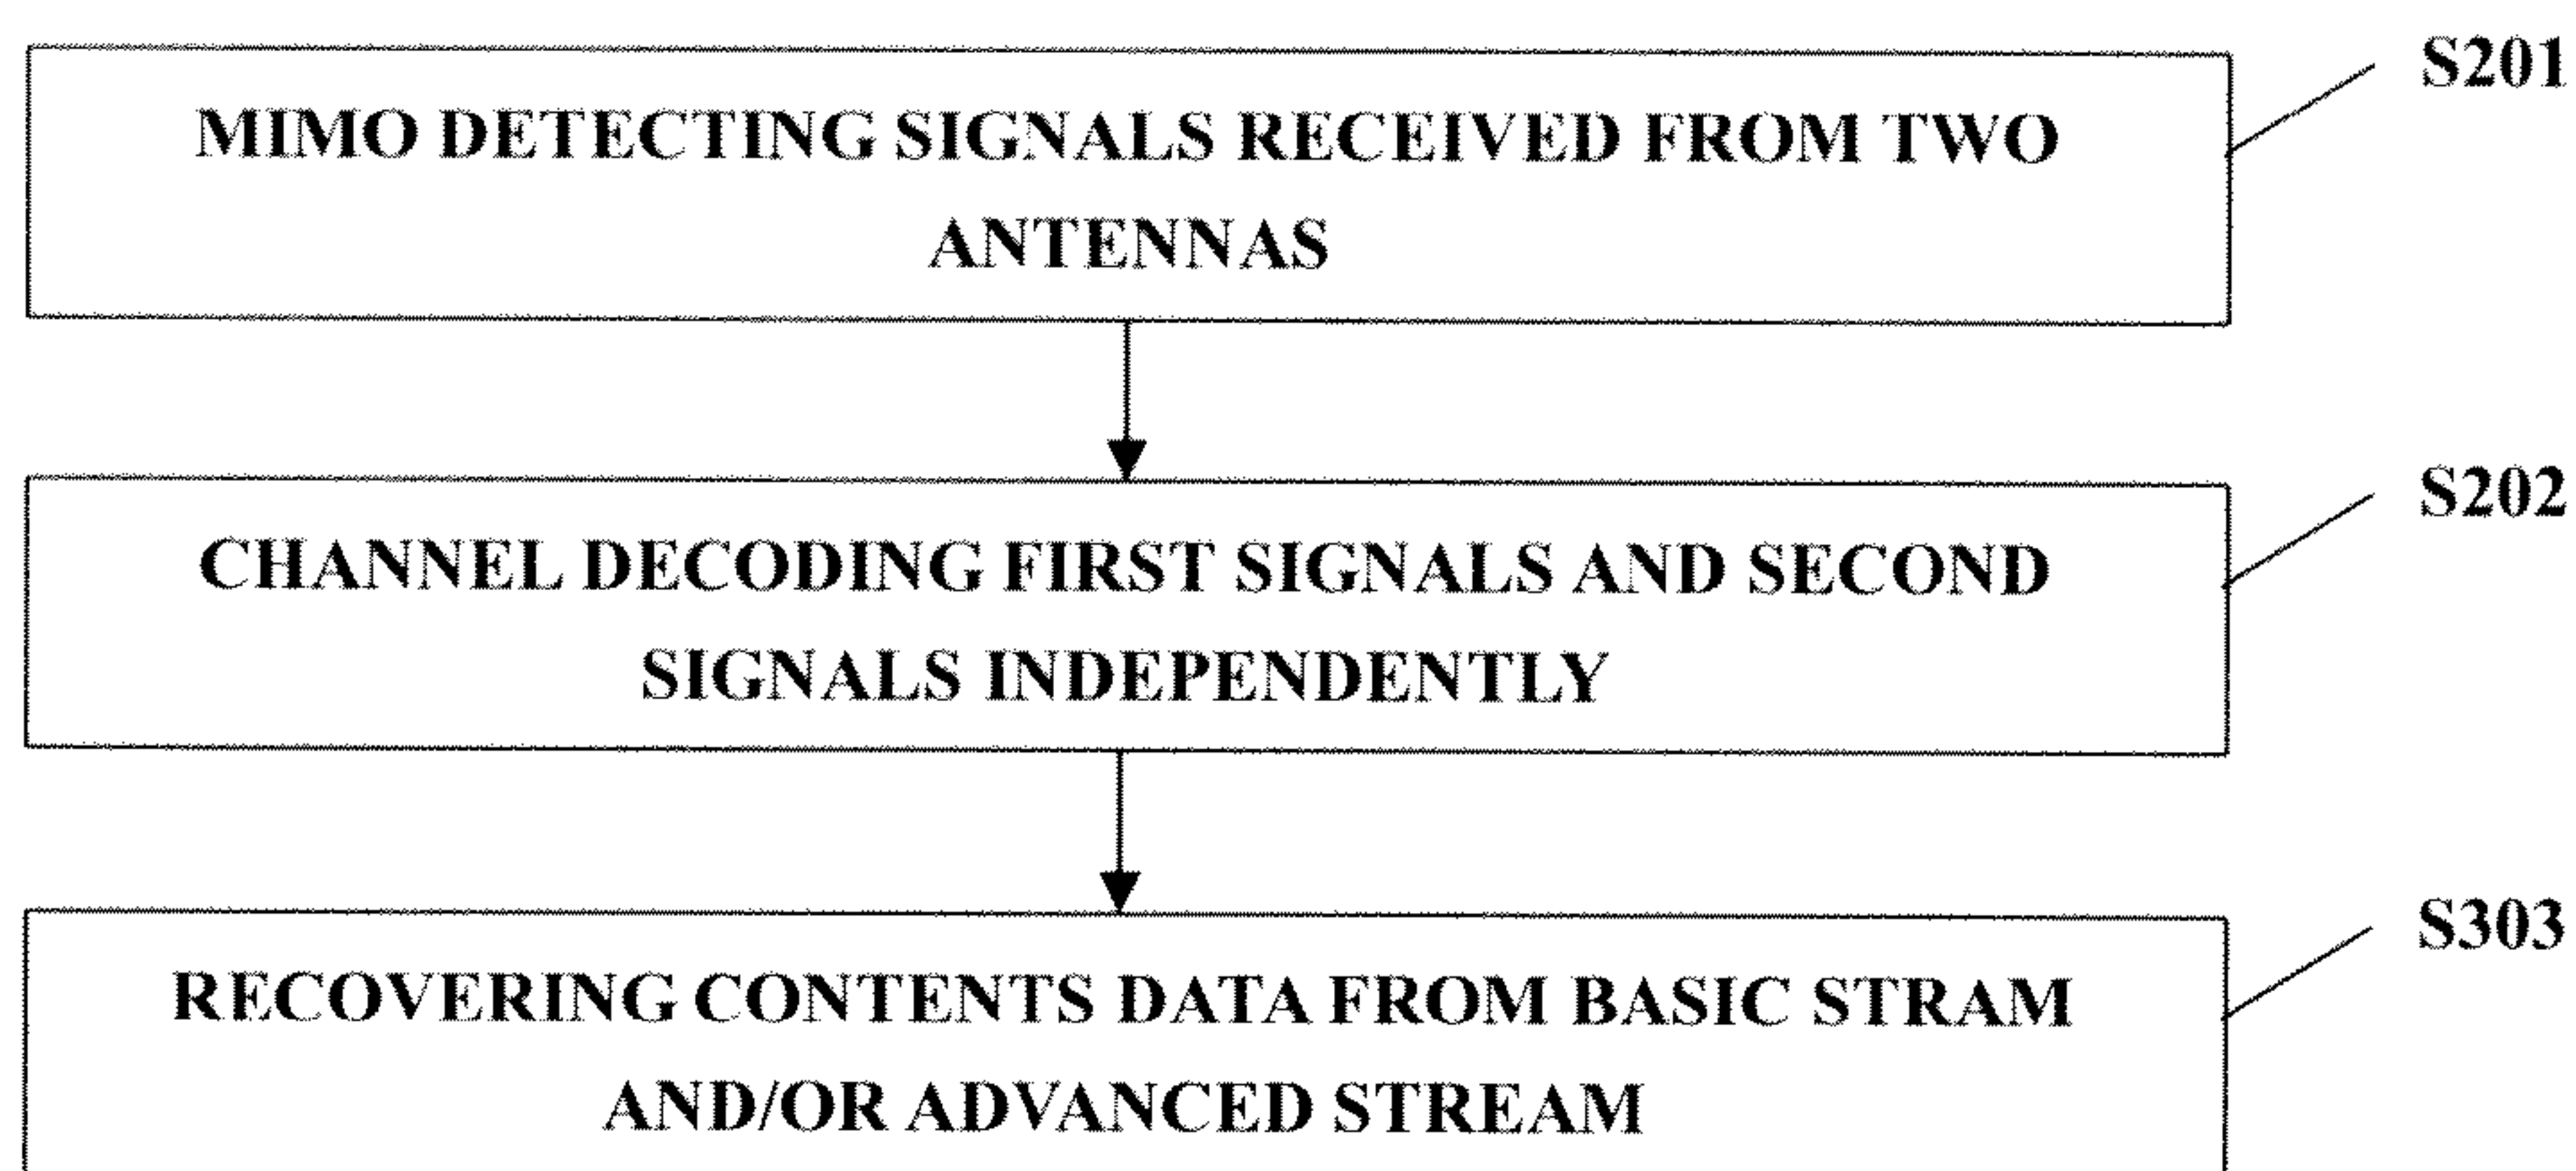 MIMO DETECTING SIGNALS RECEIVED FROM TWO
ANTENNAS
S201
CHANNEL DECODING FIRST SIGNALS AND SECOND
SIGNALS INDEPENDENTLY
S202
RECOVERING CONTENTS DATA FROM BASIC STRAM
AND/OR ADVANCED STREAM
S303